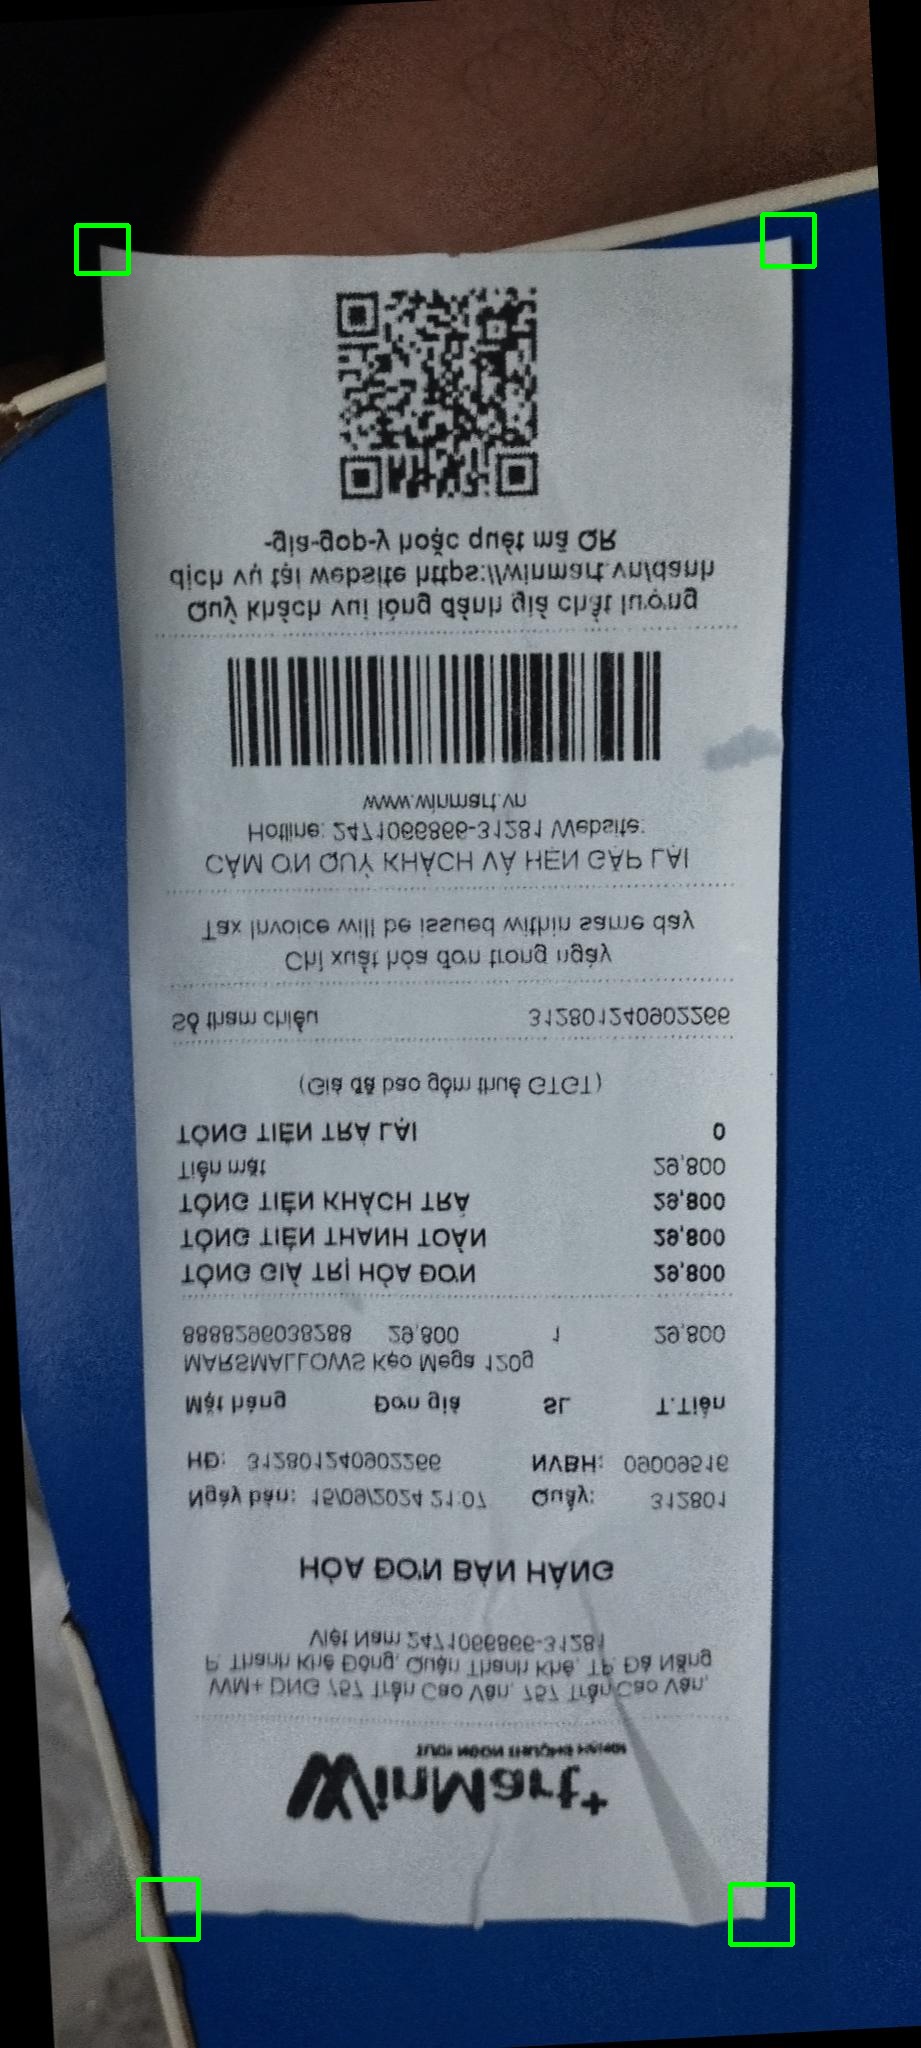 WinMart+
TƯƠI NGON THƯỢNG HẠNG
WM+ DNG 757 Trần Cao Vân, 757 Trần Cao Vân,
P. Thanh Khê Đông, Quận Thanh Khê, TP. Đà Nẵng
Việt Nam 2471066866-31281
HÓA ĐƠN BÁN HÀNG
Ngày bán: 15/09/2024 21:07 Quầy: 312801
HĐ: 312801240902266 NVBH: 09009516
Mặt hàng Đơn giá SL T.Tiền
MARSMALLOWS Kẹo Mega 120g
8888296038288 29,800 1 29,800
TỔNG GIÁ TRỊ HÓA ĐƠN 29,800
TỔNG TIỀN THANH TOÁN 29,800
TỔNG TIỀN KHÁCH TRẢ 29,800
Tiền mặt 29,800
TỔNG TIỀN TRẢ LẠI 0
(Giá đã bao gồm thuế GTGT)
Số tham chiếu 312801240902266
Chỉ xuất hóa đơn trong ngày
Tax Invoice will be issued within same day
CẢM ƠN QUÝ KHÁCH VÀ HẸN GẶP LẠI
Hotline: 2471066866-31281 Website:
www.winmart.vn
Quý khách vui lòng đánh giá chất lượng
dịch vụ tại website https://winmart.vn/danh
-gia-gop-y hoặc quét mã QR